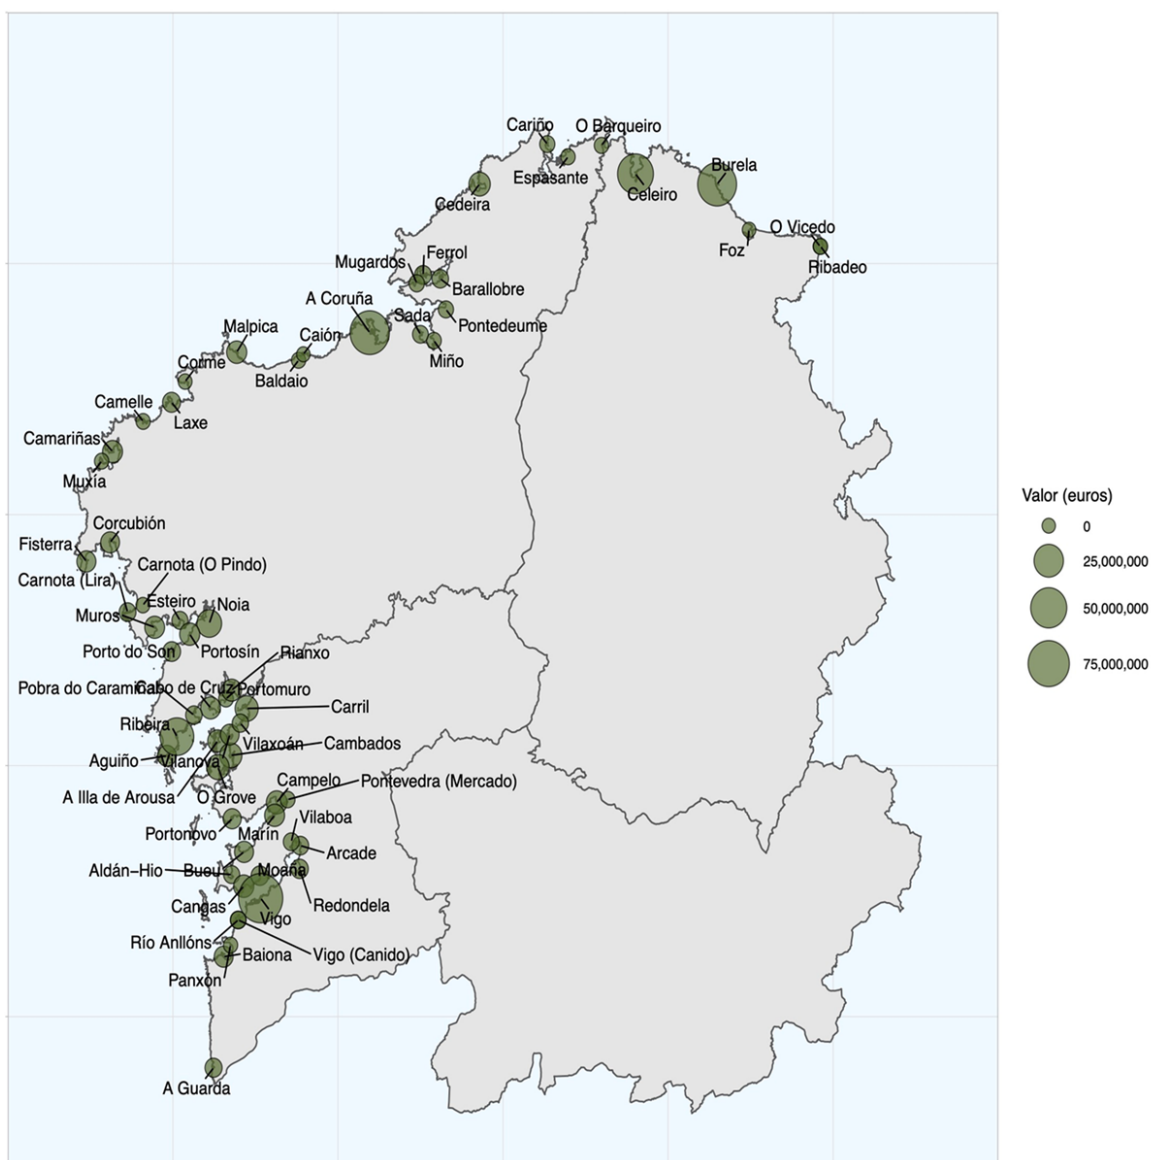 Cariño
O Barqueiro
Espasante
Burela
Celeiro
Cedeira
O Vicedo
Foz
Ribadeo
Ferrol
Mugardos
Barallobre
A Coruña
Sada
Pontedeume
Malpica
Caión
Miño
Corme
Baldaio
Camelle
Laxe
Camariñas
Muxía
Valor (euros)
0
25,000,000
50,000,000
75,000,000
Corcubión
Fisterra
Carnota (O Pindo)
Carnota (Lira)
Esteiro
Noia
Muros
Porto do Son
Portosín
Rianxo
Pobra do Caramiñal
Cabo de Cruz
Portomuro
Carril
Ribeira
Vilaxoán
Cambados
Aguiño
Vilanova
Campelo
Pontevedra (Mercado)
A Illa de Arousa
O Grove
Vilaboa
Portonovo
Marín
Arcade
Aldán-Hio
Bueu
Moaña
Cangas
Redondela
Vigo
Río Anllóns
Baiona
Vigo (Canido)
Panxón
A Guarda